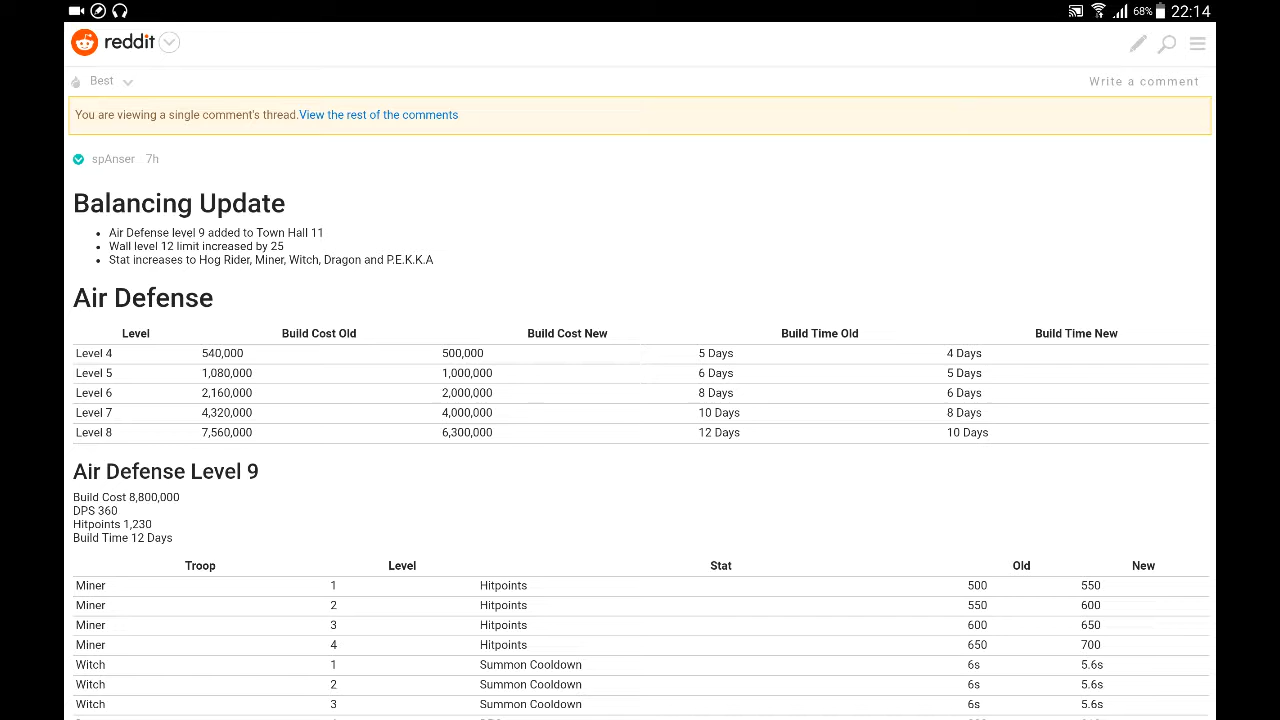 68% 22:14
reddit
Best
Write a comment
You are viewing a single comment's thread.View the rest of the comments
spAnser 7h
Balancing Update
• Air Defense level 9 added to Town Hall 11
• Wall level 12 limit increased by 25
• Stat increases to Hog Rider, Miner, Witch, Dragon and P.E.K.K.A
Air Defense
Level Build Cost Old Build Cost New Build Time Old Build Time New
Level 4 540,000 500,000 5 Days 4 Days
Level 5 1,080,000 1,000,000 6 Days 5 Days
Level 6 2,160,000 2,000,000 8 Days 6 Days
Level 7 4,320,000 4,000,000 10 Days 8 Days
Level 8 7,560,000 6,300,000 12 Days 10 Days
Air Defense Level 9
Build Cost 8,800,000
DPS 360
Hitpoints 1,230
Build Time 12 Days
Troop Level Stat Old New
Miner 1 Hitpoints 500 550
Miner 2 Hitpoints 550 600
Miner 3 Hitpoints 600 650
Miner 4 Hitpoints 650 700
Witch 1 Summon Cooldown 6s 5.6s
Witch 2 Summon Cooldown 6s 5.6s
Witch 3 Summon Cooldown 6s 5.6s